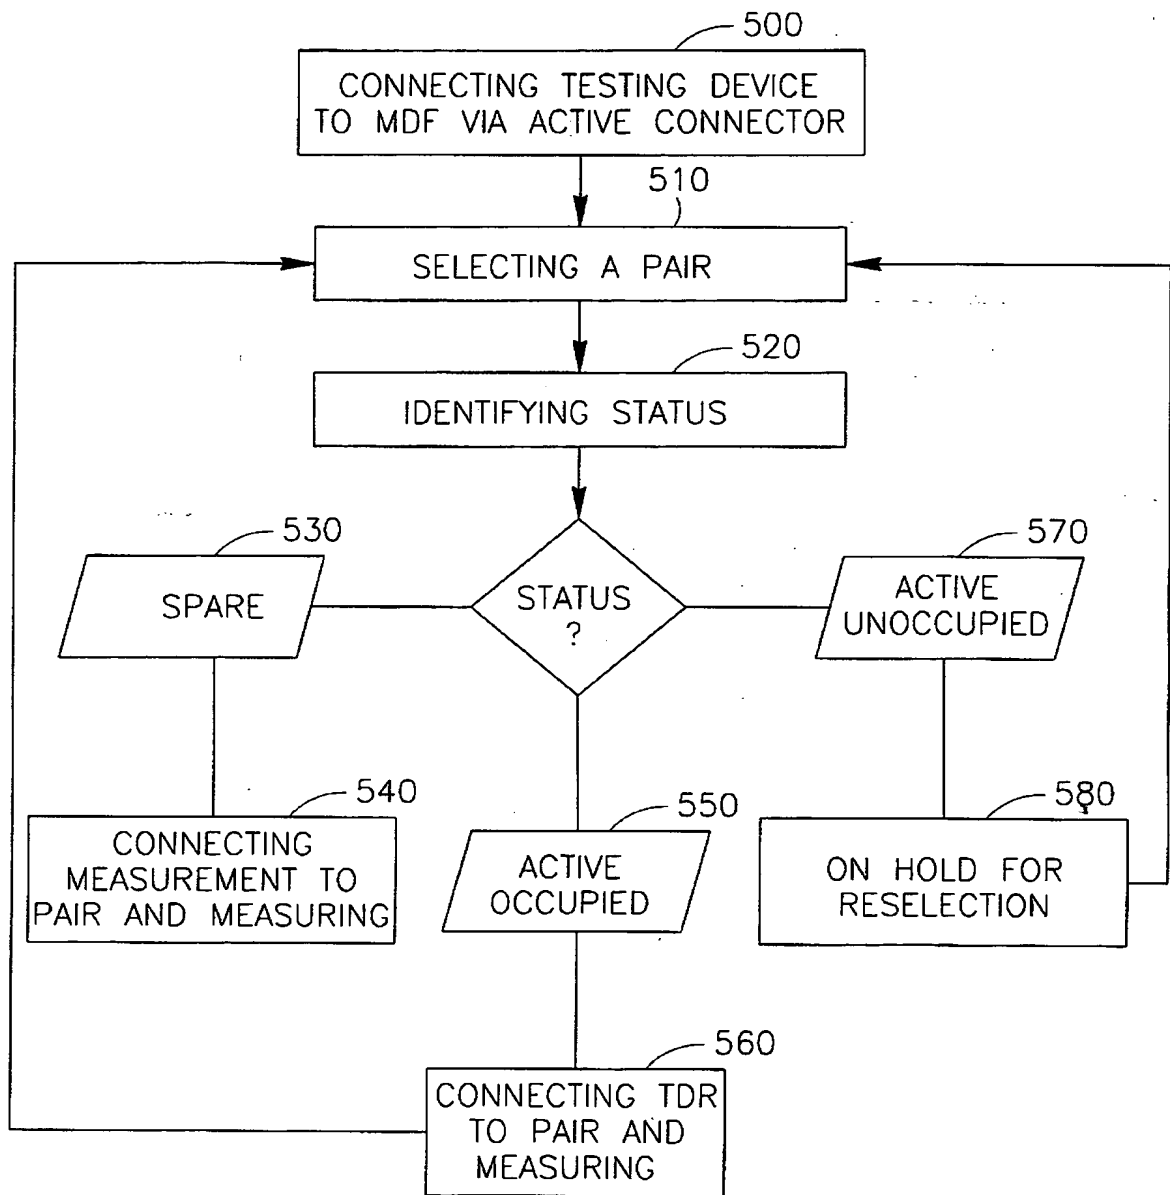 500
CONNECTING TESTING DEVICE
TO MDF VIA ACTIVE CONNECTOR
510
SELECTING A PAIR
520
IDENTIFYING STATUS
STATUS
?
530
SPARE
570
ACTIVE
UNOCCUPIED
540
CONNECTING
MEASUREMENT TO
PAIR AND MEASURING
550
ACTIVE
OCCUPIED
580
ON HOLD FOR
RESELECTION
560
CONNECTING TDR
TO PAIR AND
MEASURING